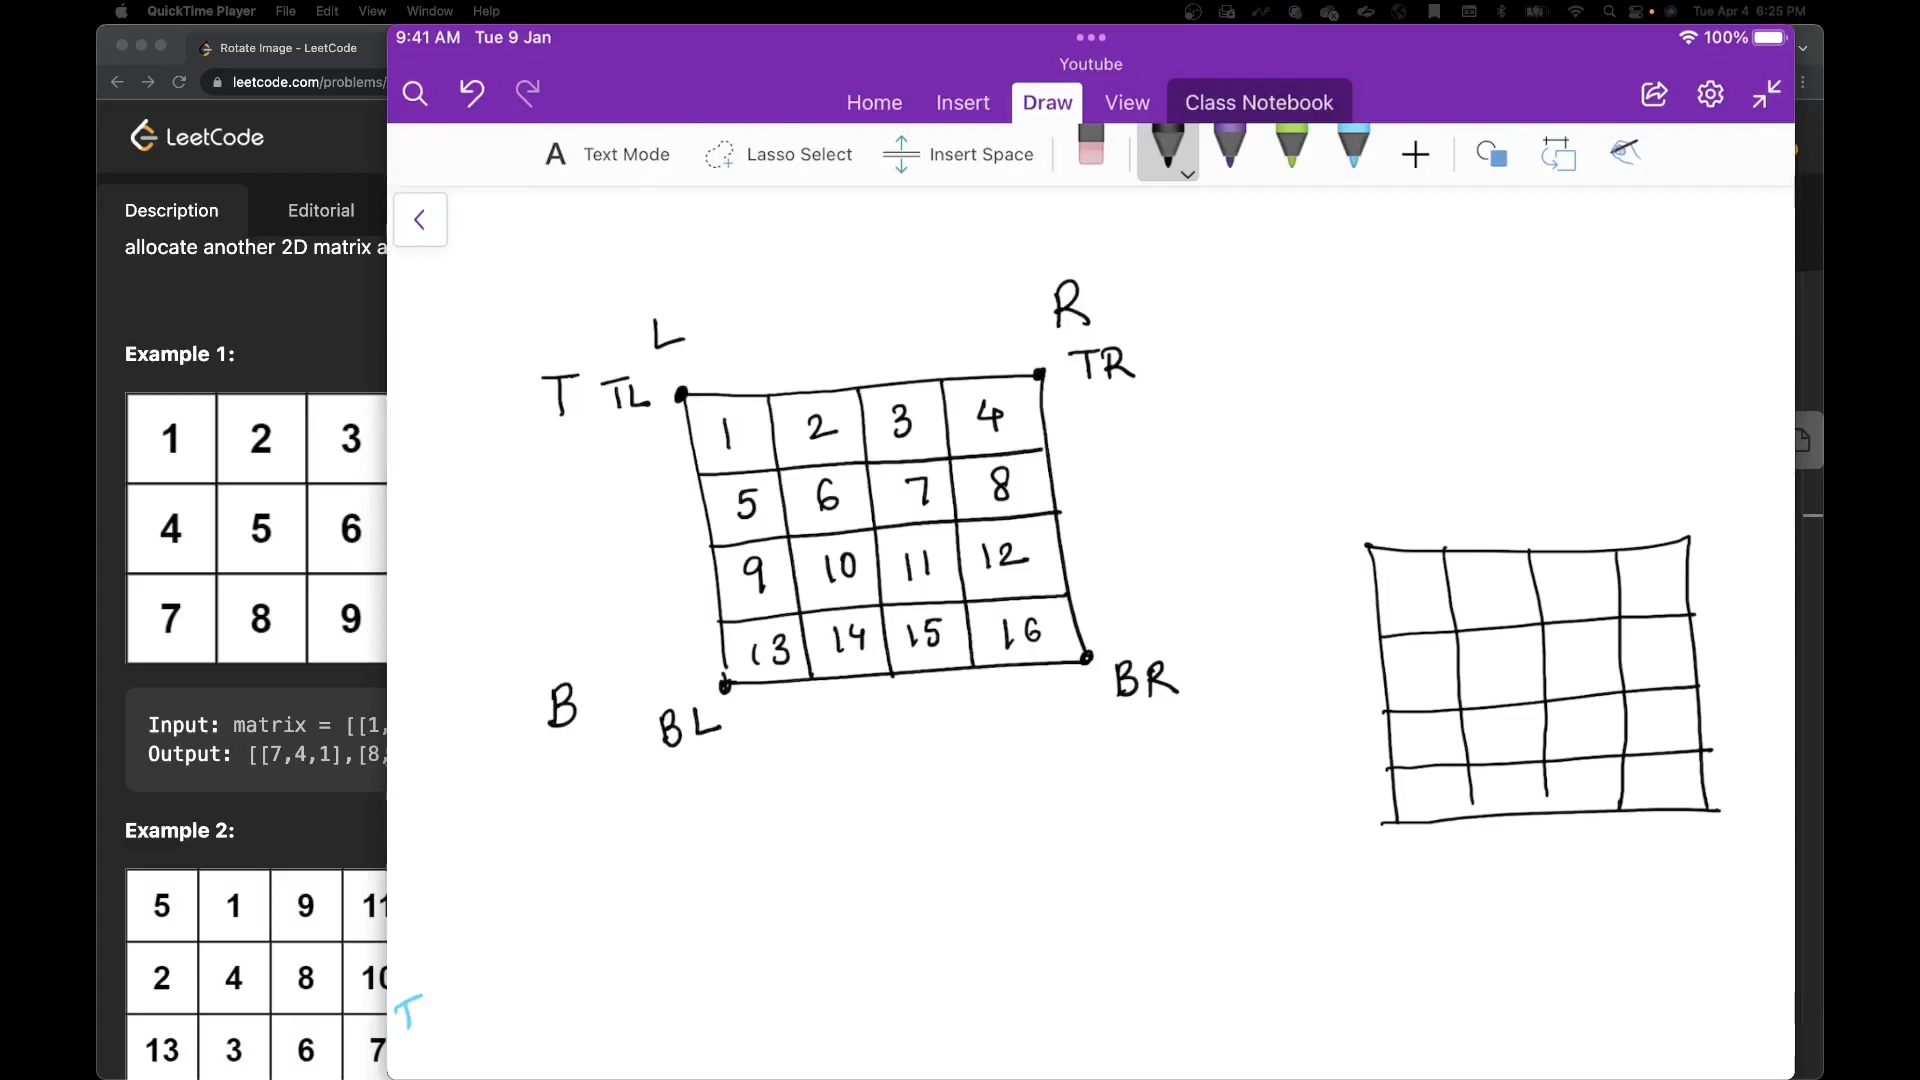 QuickTime Player File Edit View Window Help Tue Apr 4 6:25 PM
Rotate Image - LeetCode
leetcode.com/problems/
LeetCode
Description Editorial
allocate another 2D matrix a
Example 1:
1 2 3
4 5 6
7 8 9
Input: matrix = [[1,
Output: [[7,4,1],[8,
Example 2:
5 1 9 11
2 4 8 10
13 3 6 7
9:41 AM Tue 9 Jan
100%
Youtube
Home Insert Draw View Class Notebook
A Text Mode Lasso Select Insert Space
L R
T TL TR
1 2 3 4
5 6 7 8
9 10 11 12
13 14 15 16
B BL BR
T